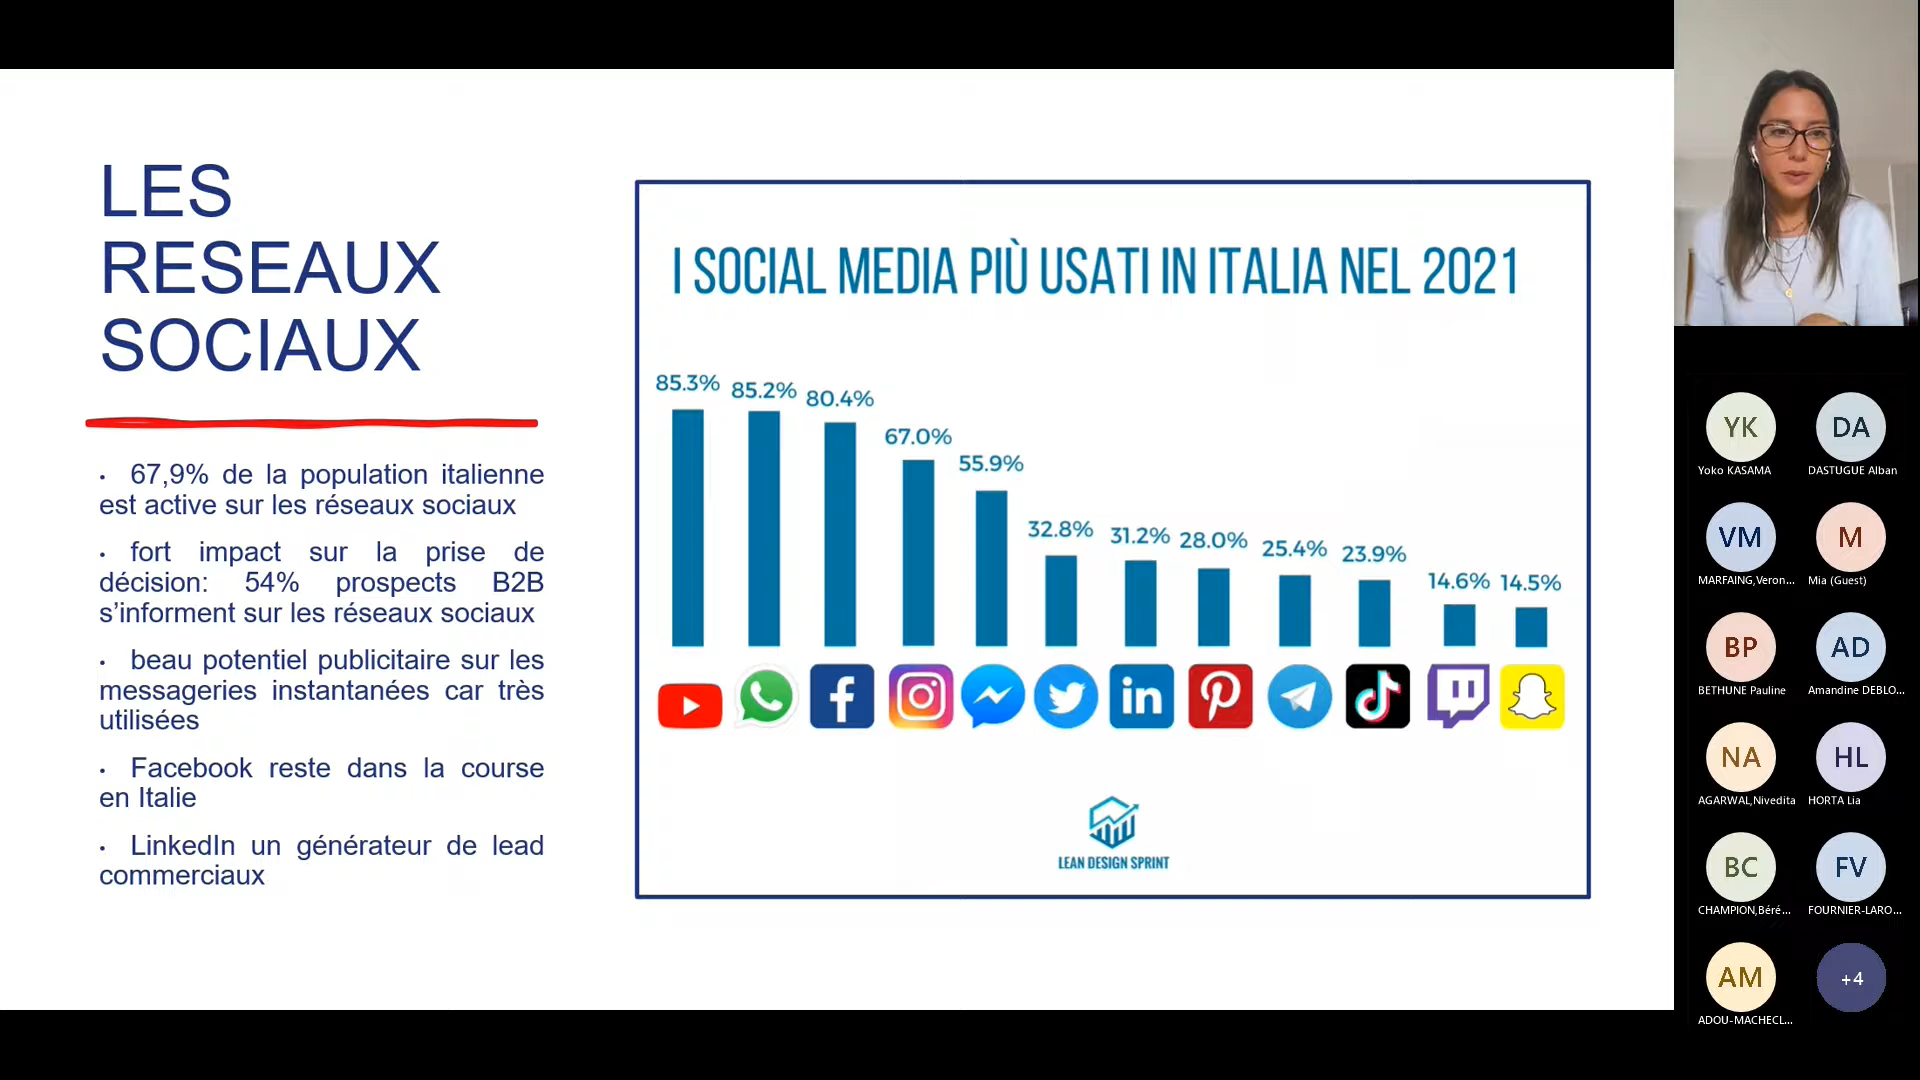 LES
RESEAUX
SOCIAUX
• 67,9% de la population italienne
est active sur les réseaux sociaux
• fort impact sur la prise de
décision: 54% prospects B2B
s’informent sur les réseaux sociaux
• beau potentiel publicitaire sur les
messageries instantanées car très
utilisées
• Facebook reste dans la course
en Italie
• LinkedIn un générateur de lead
commerciaux
I SOCIAL MEDIA PIÙ USATI IN ITALIA NEL 2021
85.3% 85.2% 80.4% 67.0% 55.9% 32.8% 31.2% 28.0% 25.4% 23.9% 14.6% 14.5%
LEAN DESIGN SPRINT
YK DA
Yoko KASAMA DASTUGUE Alban
VM M
MARFAING,Veron... Mia (Guest)
BP AD
BETHUNE Pauline Amandine DEBLO...
NA HL
AGARWAL,Nivedita HORTA Lia
BC FV
CHAMPION,Béré... FOURNIER-LARO...
AM +4
ADOU-MACHECL...